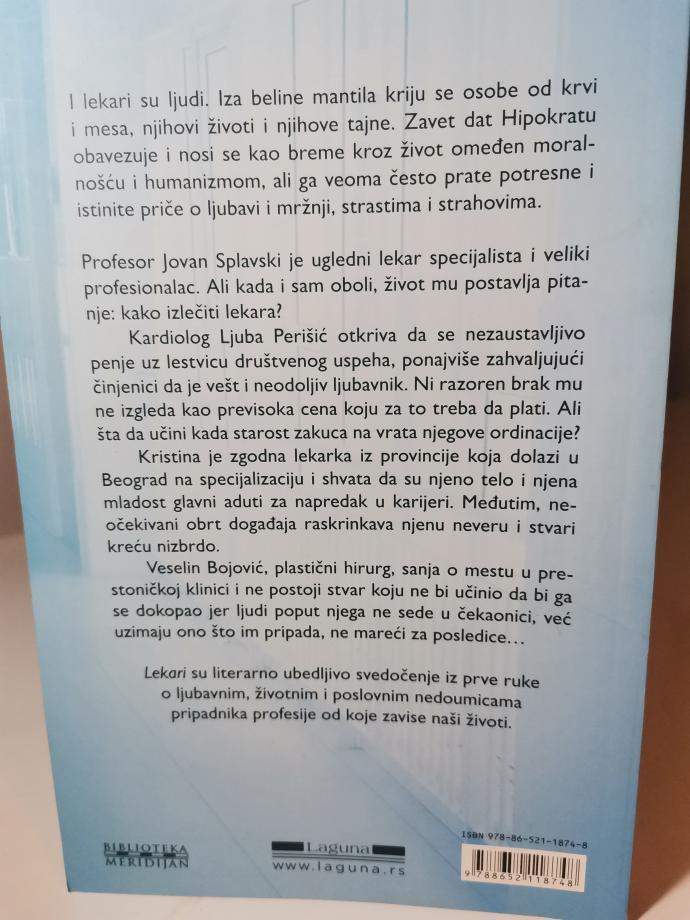 I lekari su ljudi. Iza beline mantila kriju se osobe od krvi
i mesa, njihovi životi i njihove tajne. Zavet dat Hipokratu
obavezuje i nosi se kao breme kroz život omeđen moral-
nošću i humanizmom, ali ga veoma često prate potresne i
istinite priče o ljubavi i mržnji, strastima i strahovima.
Profesor Jovan Splavski je ugledni lekar specijalista i veliki
profesionalac. Ali kada i sam oboli, život mu postavlja pita-
nje: kako izlečiti lekara?
Kardiolog Ljuba Perišić otkriva da se nezaustavljivo
penje uz lestvicu društvenog uspeha, ponajviše zahvaljujući
činjenici da je vešt i neodoljiv ljubavnik. Ni razoren brak mu
ne izgleda kao previsoka cena koju za to treba da plati. Ali
šta da učini kada starost zakuca na vrata njegove ordinacije?
Kristina je zgodna lekarka iz provincije koja dolazi u
Beograd na specijalizaciju i shvata da su njeno telo i njena
mladost glavni aduti za napredak u karijeri. Međutim, ne-
očekivani obrt događaja raskrinkava njenu neveru i stvari
kreću nizbrdo.
Veselin Bojović, plastični hirurg, sanja o mestu u pre-
stoničkoj klinici i ne postoji stvar koju ne bi učinio da bi ga
se dokopao jer ljudi poput njega ne sede u čekaonici, već
uzimaju ono što im pripada, ne mareći za posledice...
Lekari su literarno ubedljivo svedočenje iz prve ruke
o ljubavnim, životnim i poslovnim nedoumicama
pripadnika profesije od koje zavise naši životi.
BIBLIOTEKA
MERIDIJAN
Laguna
www.laguna.rs
ISBN 978-86-521-1874-8
9 788652 118748